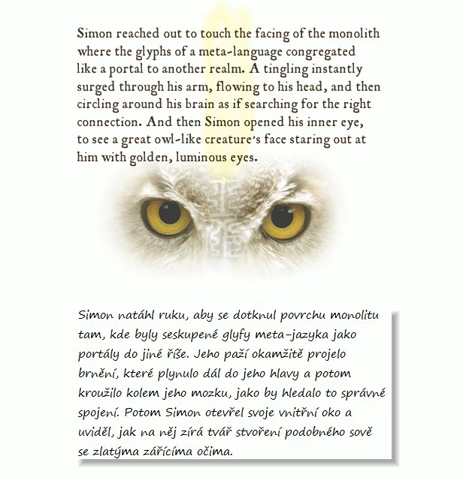 Simon reached out to touch the facing of the monolith
where the glyphs of a meta-language congregated
like a portal to another realm. A tingling instantly
surged through his arm, flowing to his head, and then
circling around his brain as if searching for the right
connection. And then Simon opened his inner eye,
to see a great owl-like creature's face staring out at
him with golden, luminous eyes.
Simon natáhl ruku, aby se dotknul povrchu monolitu
tam, kde byly seskupené glyfy meta-jazyka jako
portály do jiné říše. Jeho paží okamžitě projelo
brnění, které plynulo dál do jeho hlavy a potom
kroužilo kolem jeho mozku, jako by hledalo to správné
spojení. Potom Simon otevřel svoje vnitřní oko a
uviděl, jak na něj zírá tvář stvoření podobného sově
se zlatýma zářícíma očima.